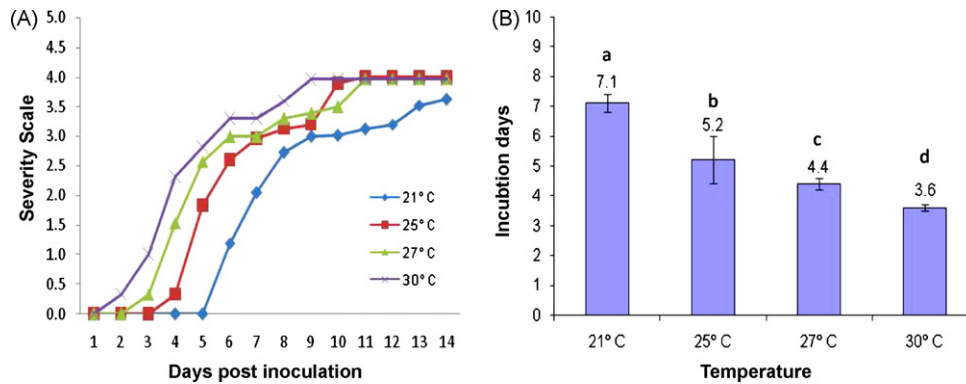 (A)
5.0
4.5
4.0
3.5
3.0
2.5
2.0
1.5
1.0
0.5
0.0
Severity Scale
1 2 3 4 5 6 7 8 9 10 11 12 13 14
Days post inoculation
21° C
25° C
27° C
30° C
(B)
10
9
8
7
6
5
4
3
2
1
0
Incubtion days
a
7.1
b
5.2
c
4.4
d
3.6
21° C 25° C 27° C 30° C
Temperature